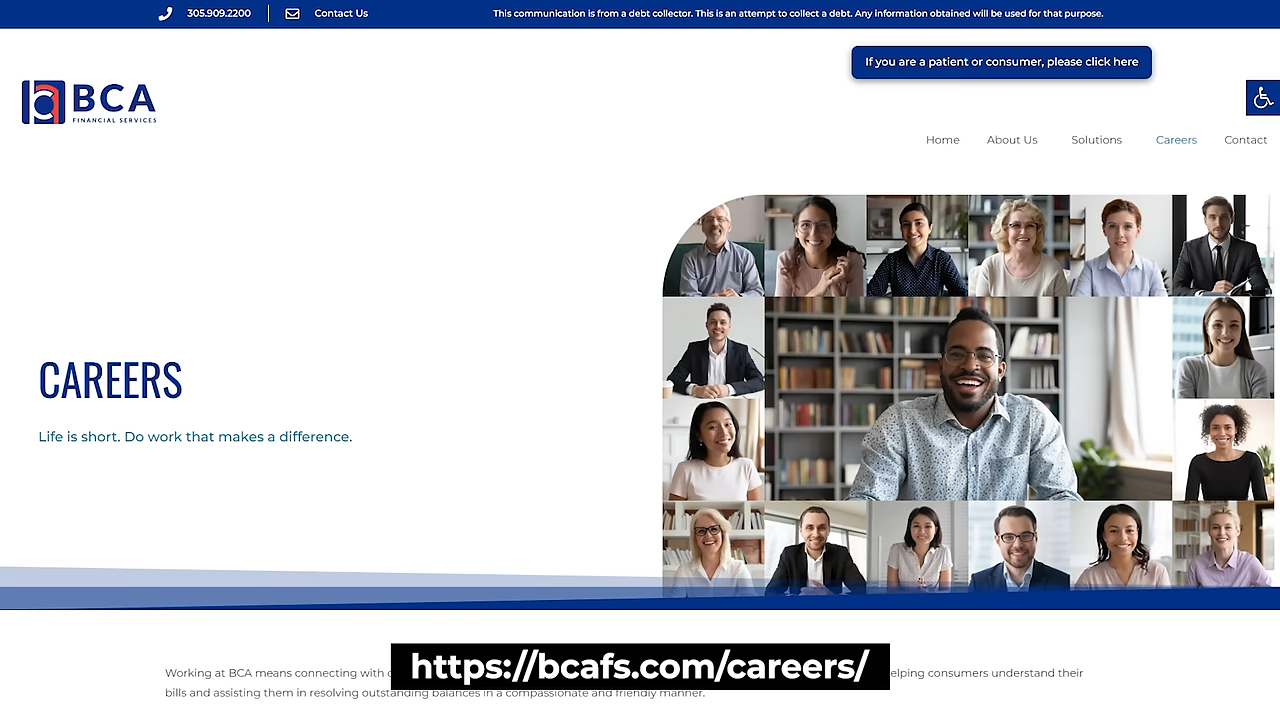 305.909.2200
Contact Us
This communication is from a debt collector. This is an attempt to collect a debt. Any information obtained will be used for that purpose.
If you are a patient or consumer, please click here
BCA
FINANCIAL SERVICES
Home About Us Solutions Careers Contact
CAREERS
Life is short. Do work that makes a difference.
https://bcafs.com/careers/
Working at BCA means connecting with elping consumers understand their
bills and assisting them in resolving outstanding balances in a compassionate and friendly manner.